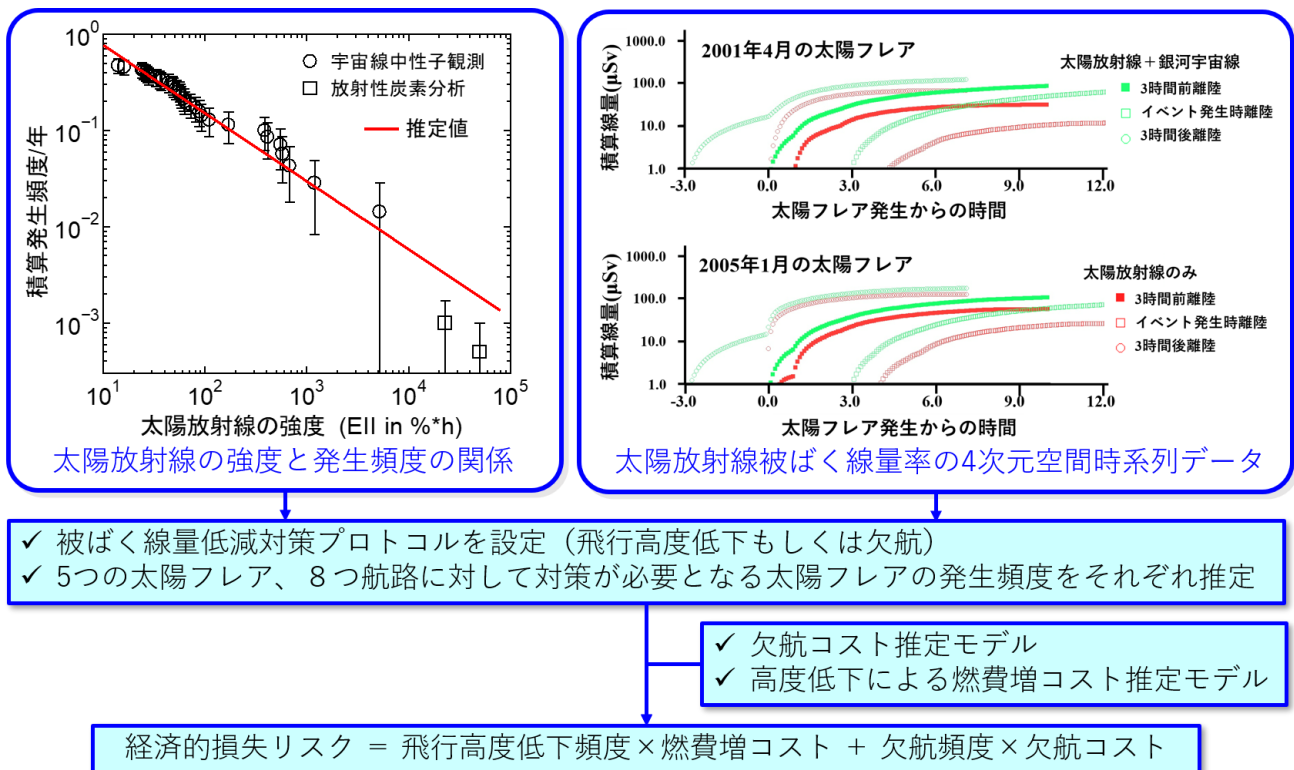 10^0
10^-1
10^-2
10^-3
積算発生頻度/年
宇宙線中性子観測
放射性炭素分析
推定値
10^1 10^2 10^3 10^4 10^5
太陽放射線の強度 (EII in %*h)
太陽放射線の強度と発生頻度の関係
1000.0
100.0
10.0
1.0
積算線量(μSv)
2001年4月の太陽フレア
太陽放射線+銀河宇宙線
3時間前離陸
イベント発生時離陸
3時間後離陸
-3.0 0.0 3.0 6.0 9.0 12.0
太陽フレア発生からの時間
1000.0
100.0
10.0
1.0
積算線量(μSv)
2005年1月の太陽フレア
太陽放射線のみ
3時間前離陸
イベント発生時離陸
3時間後離陸
-3.0 0.0 3.0 6.0 9.0 12.0
太陽フレア発生からの時間
太陽放射線被ばく線量率の4次元空間時系列データ
✓ 被ばく線量低減対策プロトコルを設定（飛行高度低下もしくは欠航）
✓ 5つの太陽フレア、８つ航路に対して対策が必要となる太陽フレアの発生頻度をそれぞれ推定
✓ 欠航コスト推定モデル
✓ 高度低下による燃費増コスト推定モデル
経済的損失リスク = 飛行高度低下頻度×燃費増コスト + 欠航頻度×欠航コスト